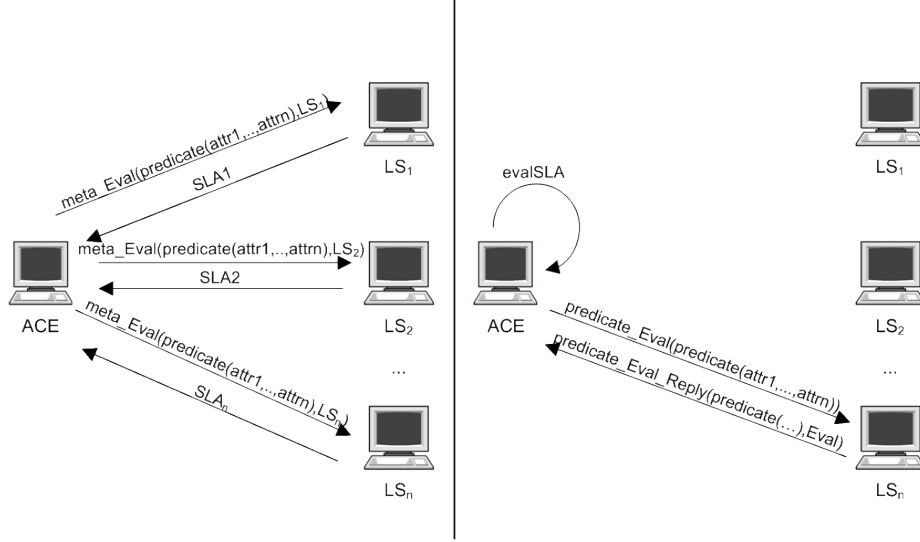 meta_Eval(predicate(attr1,..,attrn),LS1)
LS1
SLA1
meta_Eval(predicate(attr1,..,attrn),LS2)
SLA2
ACE
LS2
meta_Eval(predicate(attr1,..,attrn),LSn)
...
SLAn
LSn
LS1
evalSLA
ACE
LS2
predicate_Eval(predicate(attr1,...,attrn))
predicate_Eval_Reply(predicate(...),Eval)
...
LSn